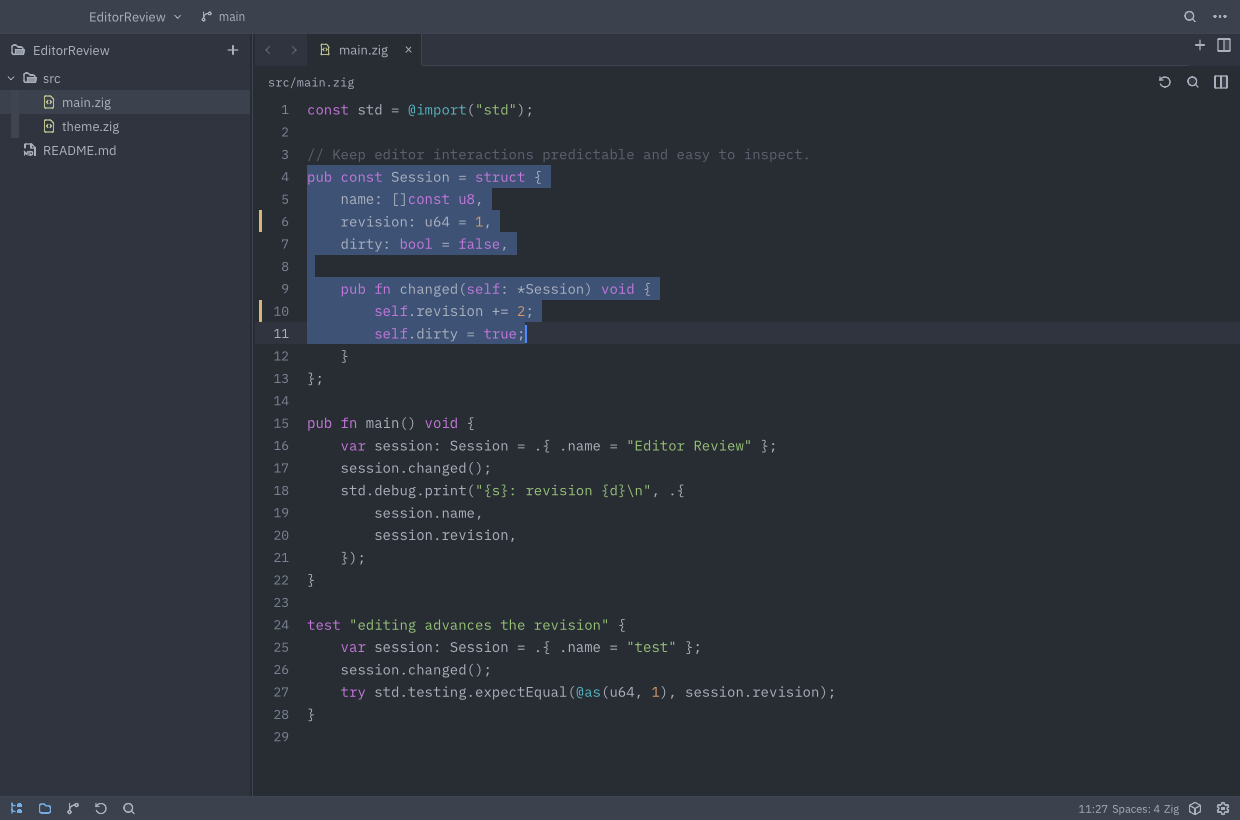 EditorReview main
EditorReview
src
main.zig
theme.zig
README.md
main.zig
src/main.zig
1 const std = @import("std");
2
3 // Keep editor interactions predictable and easy to inspect.
4 pub const Session = struct {
5     name: []const u8,
6     revision: u64 = 1,
7     dirty: bool = false,
8
9     pub fn changed(self: *Session) void {
10         self.revision += 2;
11         self.dirty = true;
12     }
13 };
14
15 pub fn main() void {
16     var session: Session = .{ .name = "Editor Review" };
17     session.changed();
18     std.debug.print("{s}: revision {d}\n", .{
19         session.name,
20         session.revision,
21     });
22 }
23
24 test "editing advances the revision" {
25     var session: Session = .{ .name = "test" };
26     session.changed();
27     try std.testing.expectEqual(@as(u64, 1), session.revision);
28 }
29
11:27 Spaces: 4 Zig